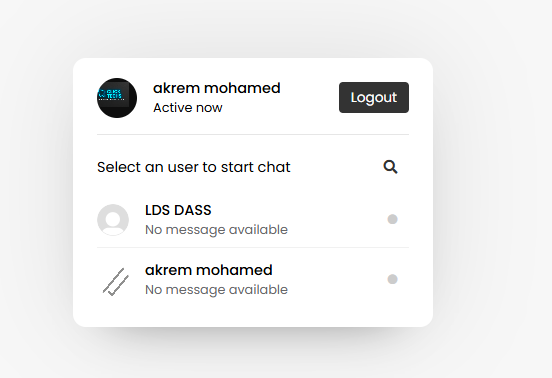 akrem mohamed
Active now
Logout
Select an user to start chat
LDS DASS
No message available
akrem mohamed
No message available